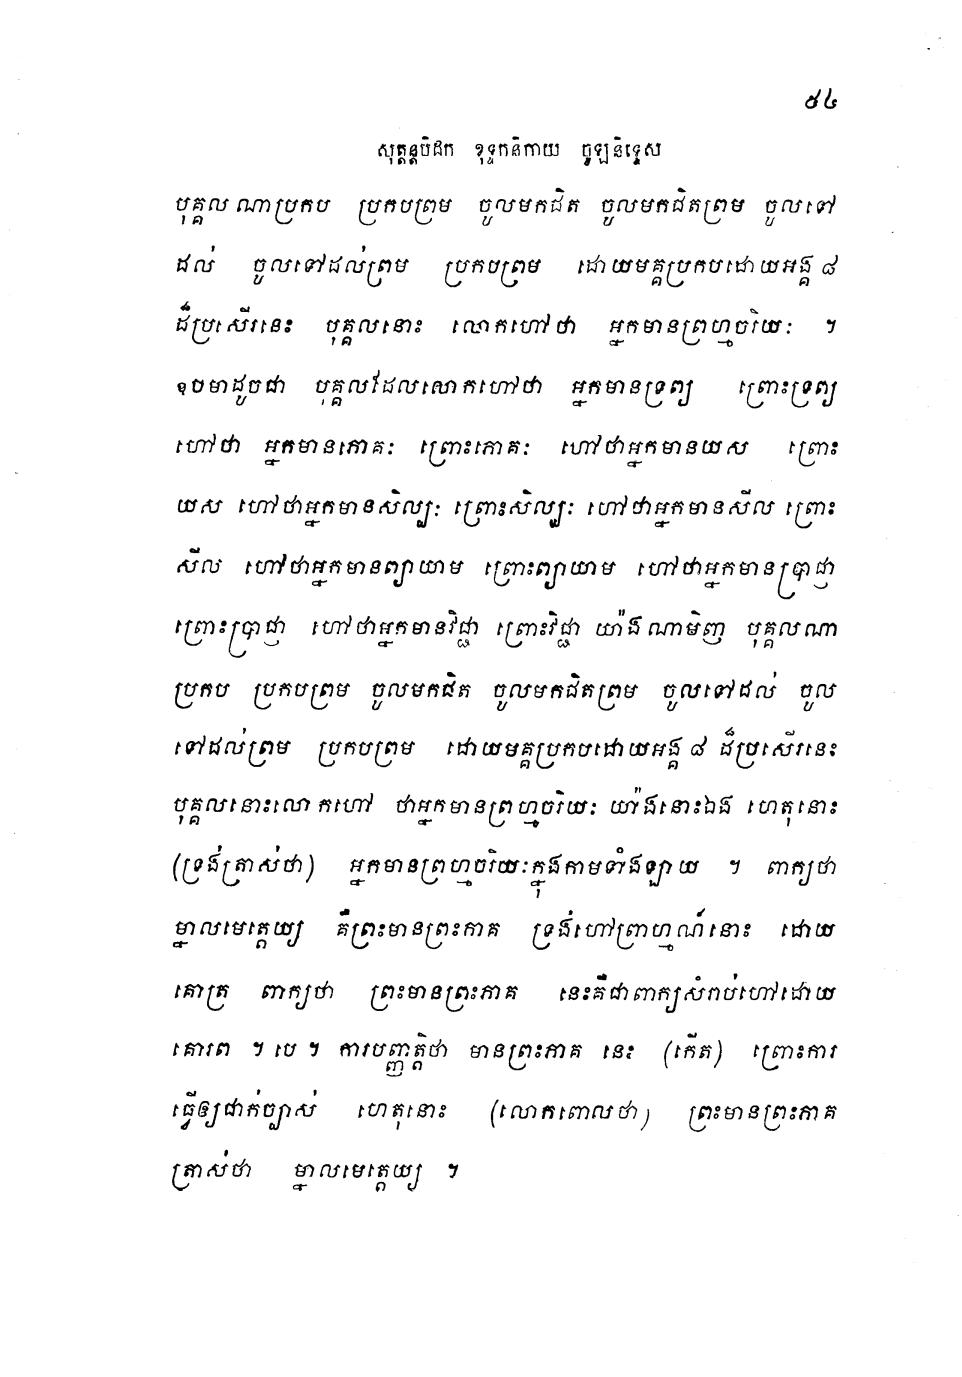 ៥៤
សុត្តន្តបិដក ខុទ្ទកនិកាយ ចូឡនិទ្ទេស
បុគ្គល ណាប្រកប ប្រកបព្រម ចូលមកជិត ចូលមកជិតព្រម ចូលទៅ
ដល់ ចូលទៅដល់ព្រម ប្រកបព្រម ដោយមគ្គប្រកបដោយអង្គ ៨
ដ៏ប្រសើរនេះ បុគ្គលនោះ លោកហៅថា អ្នកមានព្រហ្មចរិយៈ ។
ឧបមាដូចជា បុគ្គលដែលលោកហៅថា អ្នកមានទ្រព្យ ព្រោះទ្រព្យ
ហៅថា អ្នកមានភោគៈ ព្រោះភោគៈ ហៅថាអ្នកមានយស ព្រោះ
យស ហៅថាអ្នកមានសិល្បៈ ព្រោះសិល្បៈ ហៅថាអ្នកមានសីល ព្រោះ
សីល ហៅថាអ្នកមានព្យាយាម ព្រោះព្យាយាម ហៅថាអ្នកមានប្រាជ្ញា
ព្រោះប្រាជ្ញា ហៅថាអ្នកមានវិជ្ជា ព្រោះវិជ្ជា យ៉ាងណាមិញ បុគ្គលណា
ប្រកប ប្រកបព្រម ចូលមកជិត ចូលមកជិតព្រម ចូលទៅដល់ ចូល
ទៅដល់ព្រម ប្រកបព្រម ដោយមគ្គប្រកបដោយអង្គ ៨ ដ៏ប្រសើរនេះ
បុគ្គលនោះលោកហៅ ថាអ្នកមានព្រហ្មចរិយៈ យ៉ាងនោះឯង ហេតុនោះ
(ទ្រង់ត្រាស់ថា) អ្នកមានព្រហ្មចរិយៈក្នុងកាមទាំងឡាយ ។ ពាក្យថា
ម្នាលមេត្តេយ្យ គឺព្រះមានព្រះភាគ ទ្រង់ហៅព្រាហ្មណ៍នោះ ដោយ
គោត្រ ពាក្យថា ព្រះមានព្រះភាគ នេះគឺជាពាក្យសំរាប់ហៅដោយ
គោរព ។ បេ ។ ការបញ្ញត្តិថា មានព្រះភាគ នេះ (កើត) ព្រោះការ
ធ្វើឲ្យជាក់ច្បាស់ ហេតុនោះ (លោកពោលថា) ព្រះមានព្រះភាគ
ត្រាស់ថា ម្នាលមេត្តេយ្យ ។